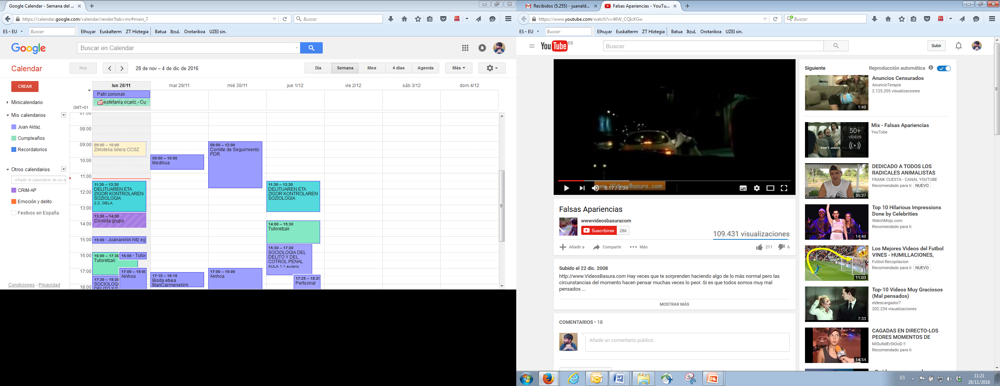 Google Calendar - Semana del ...
https://calendar.google.com/calendar/render?tab=mc#main_7
Buscar
ES ▸ EU
Buscar
Elhuyar Euskalterm ZT Hiztegia Batua ItzuL Orotarikoa UZEI sin.
Google
Buscar en Calendar
Calendar
Hoy
28 de nov – 4 de dic de 2016
Día Semana Mes 4 días Agenda Más
CREAR
Minicalendario
Mis calendarios
Juan Aldaz
Cumpleaños
Recordatorios
Otros calendarios
Añadir el calendario de un a
CRIM-AP
Emoción y delito
Festivos en España
Condiciones - Privacidad
lun 28/11 mar 29/11 mié 30/11 jue 1/12 vie 2/12 sáb 3/12 dom 4/12
Patri zorionak
estefania ocariz - Cu
GMT+01
07:00
08:00
09:00
10:00
11:00
12:00
13:00
14:00
15:00
16:00
17:00
18:00
09:00 – 10:00
Zikloteka bilera CCSZ
11:30 – 13:30
DELITUAREN ETA
ZIGOR KONTROLAREN
SOZIOLOGIA
2.2. GELA
13:30 – 14:30
Comida grupo
15:00 - Juanarekin hitz eg
16:00 – 17:30
Tutoretzak
16:00 - Tutor
17:00 – 19:00
Ainhoa
17:30 – 19:30
SOCIOLOGI
DELITO Y D
09:50 – 10:50
Medikua
17:15 – 18:15
Bisita etxea
MariCarmenekim
09:00 – 12:00
Comite de Seguimiento
PDR
17:00 – 19:00
Ainhoa
11:30 – 13:30
DELITUAREN ETA
ZIGOR KONTROLAREN
SOZIOLOGIA
14:00 – 15:30
Tutoretzak
15:30 – 17:30
SOCIOLOGIA DEL
DELITO Y DEL
COTROL PENAL
AULA 1.1 aulario
17:25 – 18:25
Pertsonal
Recibidos (5.255) - juanald...
Falsas Apariencias - YouTu...
https://www.youtube.com/watch?v=46W_CQIcKGw
Buscar
ES ▸ EU
Buscar
Elhuyar Euskalterm ZT Hiztegia Batua ItzuL Orotarikoa UZEI sin.
YouTube ES
Buscar
Subir
www.VideosBasura.com
0:17 / 2:39
Falsas Apariencias
wwwvideosbasuracom
Suscribirse 286
109.431 visualizaciones
Añadir a Compartir Más
211 6
Subido el 22 dic. 2008
http://www.VideosBasura.com Hay veces que te sorprenden haciendo algo de lo más normal pero las
circunstancias del momento hacen pensar muchas veces lo peor. Si es que todos somos muy mal
pensados ...
MOSTRAR MÁS
COMENTARIOS • 18
Añade un comentario público...
Siguiente
Reproducción automática
Anuncios Censurados
AnuncioTerapia
2.125.205 visualizaciones
1:40
Mix - Falsas Apariencias
YouTube
50+
VÍDEOS
DON'T JUDGE TOO QUICKLY
DEDICADO A TODOS LOS
RADICALES ANIMALISTAS
FRANK CUESTA - CANAL YOUTUBE
Recomendado para ti NUEVO
35:37
Top 10 Hilarious Impressions
Done by Celebrities
WatchMojo.com
Recomendado para ti
14:40
Los Mejores Videos del Futbol
VINES - HUMILLACIONES,
Futbol Recopilacion
Recomendado para ti NUEVO
11:03
Top-10 Videos Muy Graciosos
(Mal pensados)
eldescargador7
202.234 visualizaciones
7:33
CAGADAS EN DIRECTO-LOS
PEORES MOMENTOS DE
MiSuNdErStOoD !!
Recomendado para ti
14:54
ES
11:21
28/11/2016